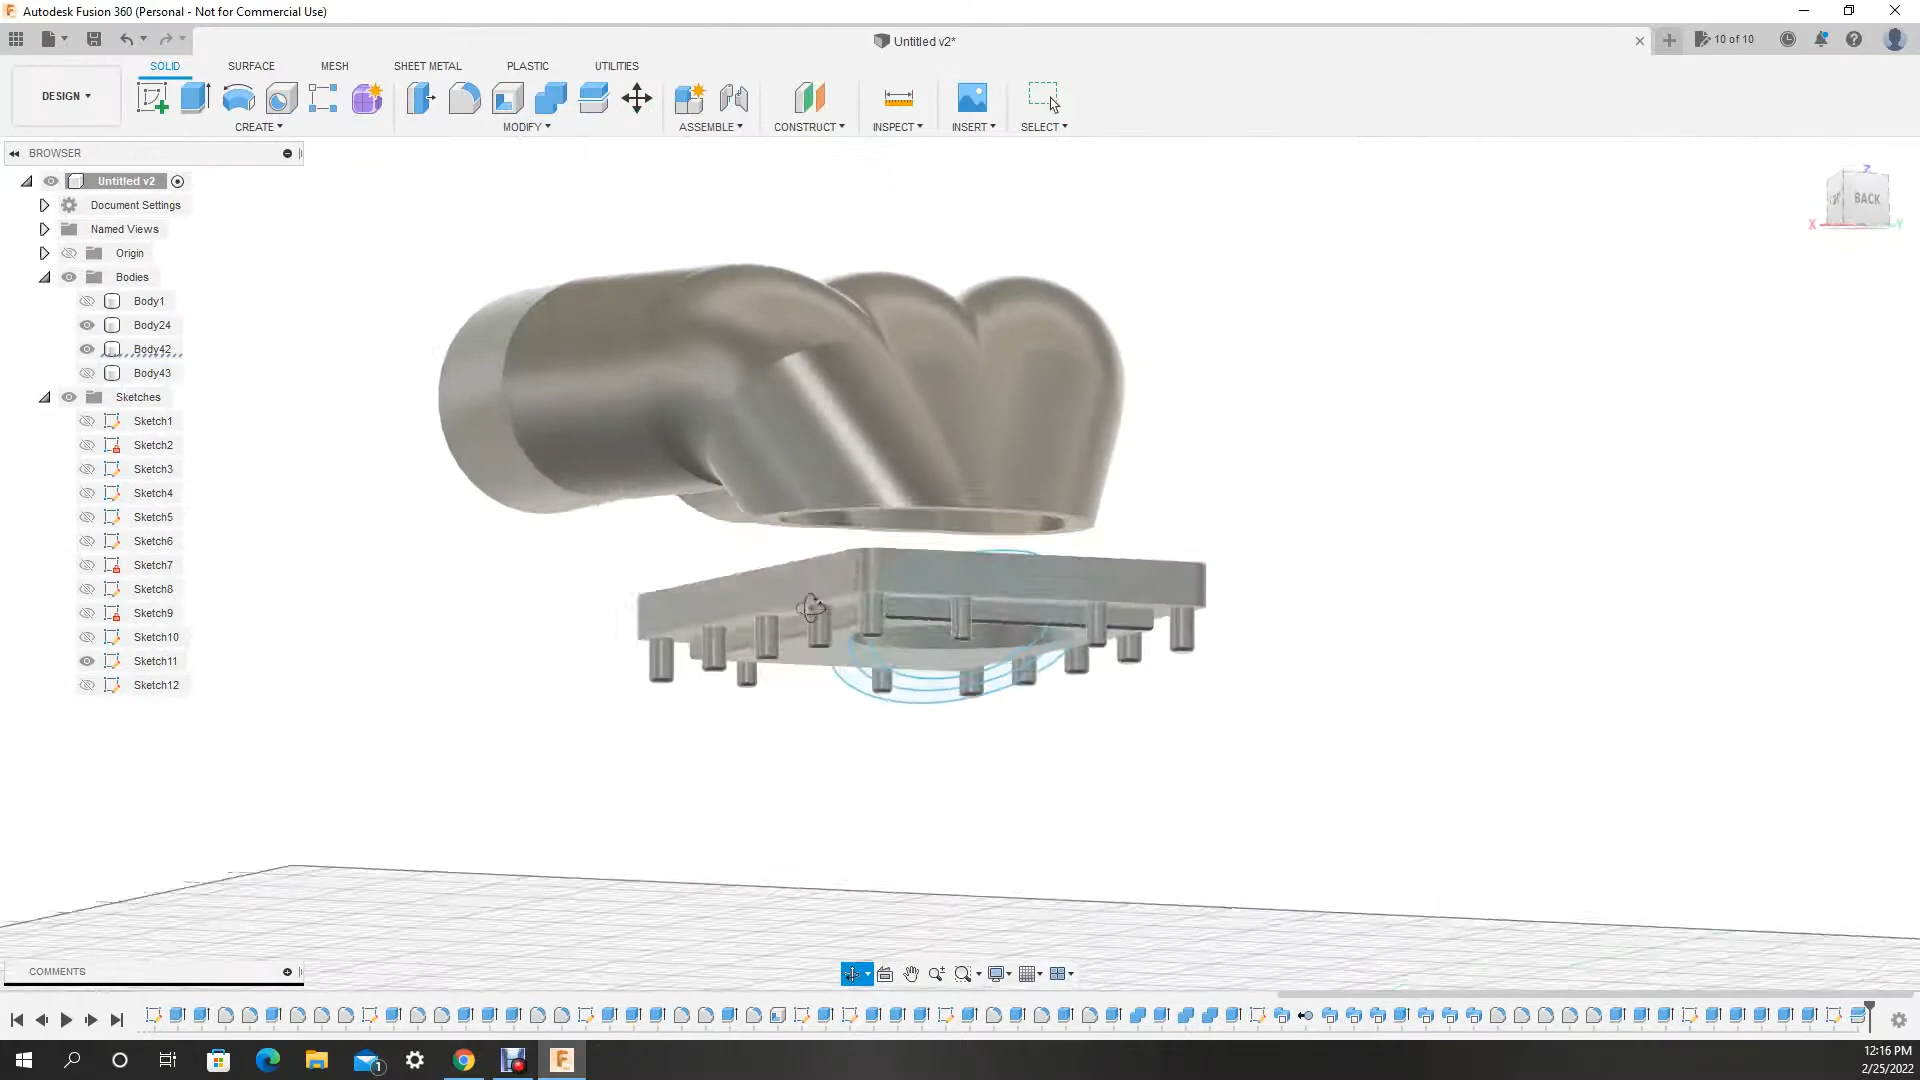 Autodesk Fusion 360 (Personal - Not for Commercial Use)
Untitled v2*
10 of 10
DESIGN
SOLID SURFACE MESH SHEET METAL PLASTIC UTILITIES
CREATE MODIFY ASSEMBLE CONSTRUCT INSPECT INSERT SELECT
BROWSER
Untitled v2
Document Settings
Named Views
Origin
Bodies
Body1
Body24
Body42
Body43
Sketches
Sketch1
Sketch2
Sketch3
Sketch4
Sketch5
Sketch6
Sketch7
Sketch8
Sketch9
Sketch10
Sketch11
Sketch12
Z
BACK
X
Y
COMMENTS
1
12:16 PM
2/25/2022